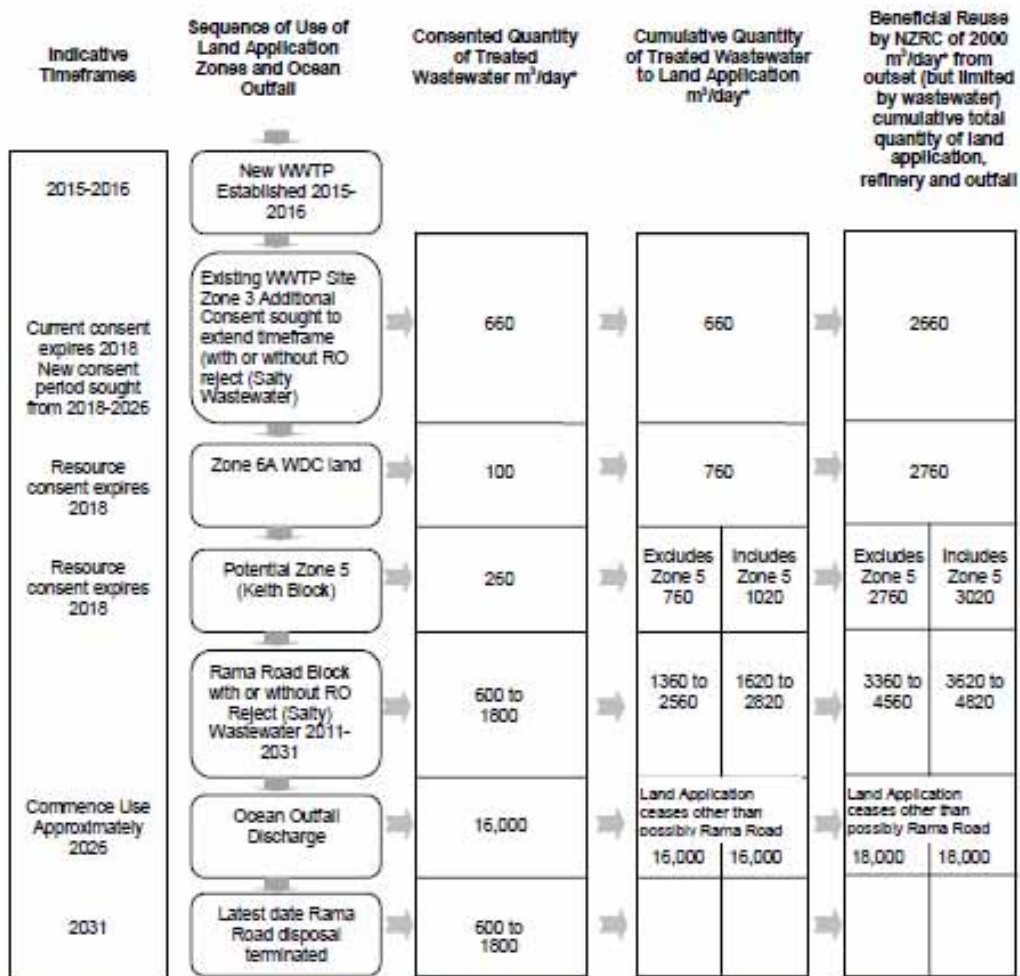 Indicative
Timeframes
Sequence of Use of
Land Application
Zones and Ocean
Outfall
Consented Quantity
of Treated
Wastewater m³/day*
Cumulative Quantity
of Treated Wastewater
to Land Application
m³/day*
Beneficial Reuse
by NZRC of 2000
m³/day* from
outset (but limited
by wastewater)
cumulative total
quantity of land
application,
refinery and outfall
2015-2016
New WWTP
Established 2015-
2016
Current consent
expires 2018
New consent
period sought
from 2018-2026
Existing WWTP Site
Zone 3 Additional
Consent sought to
extend timeframe
(with or without RO
reject (Salty
Wastewater)
660
660
2660
Resource
consent expires
2018
Zone 6A WDC land
100
760
2760
Resource
consent expires
2018
Potential Zone 5
(Keith Block)
260
Excludes
Zone 5
760
Includes
Zone 5
1020
Excludes
Zone 5
2760
Includes
Zone 5
3020
Rama Road Block
with or without RO
Reject (Salty)
Wastewater 2011-
2031
600 to
1800
1360 to
2560
1620 to
2820
3360 to
4560
3620 to
4820
Commence Use
Approximately
2026
Ocean Outfall
Discharge
16,000
Land Application
ceases other than
possibly Rama Road
16,000
16,000
Land Application
ceases other than
possibly Rama Road
18,000
18,000
2031
Latest date Rama
Road disposal
terminated
600 to
1800